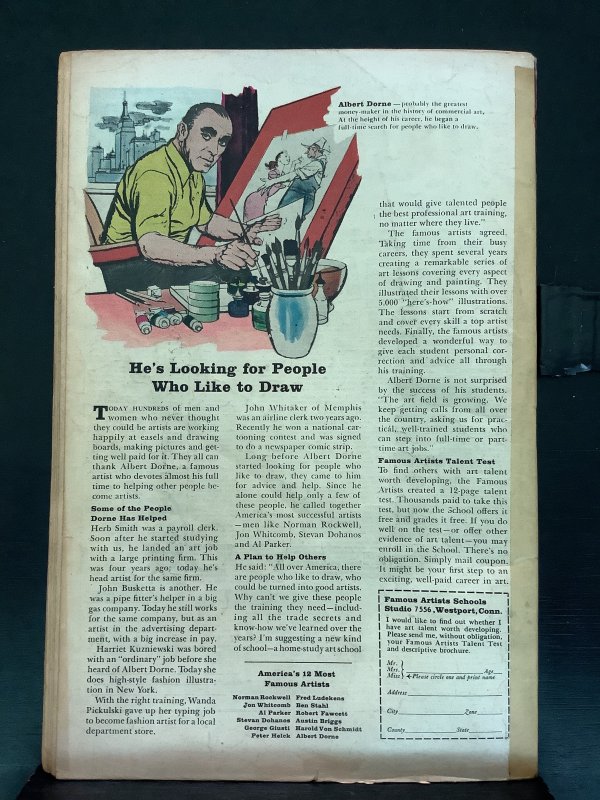 Albert Dorne — probably the greatest
money-maker in the history of commercial art.
At the height of his career, he began a
full-time search for people who like to draw.
He's Looking for People
Who Like to Draw
TODAY HUNDREDS of men and
women who never thought
they could be artists are working
happily at easels and drawing
boards, making pictures and get-
ting well paid for it. They all can
thank Albert Dorne, a famous
artist who devotes almost his full
time to helping other people be-
come artists.
Some of the People
Dorne Has Helped
Herb Smith was a payroll clerk.
Soon after he started studying
with us, he landed an art job
with a large printing firm. This
was four years ago; today he's
head artist for the same firm.
John Busketta is another. He
was a pipe fitter's helper in a big
gas company. Today he still works
for the same company, but as an
artist in the advertising depart-
ment, with a big increase in pay.
Harriet Kuzniewski was bored
with an "ordinary" job before she
heard of Albert Dorne. Today she
does high-style fashion illustra-
tion in New York.
With the right training, Wanda
Pickulski gave up her typing job
to become fashion artist for a local
department store.
John Whitaker of Memphis
was an airline clerk two years ago.
Recently he won a national car-
tooning contest and was signed
to do a newspaper comic strip.
Long before Albert Dorne
started looking for people who
like to draw, they came to him
for advice and help. Since he
alone could help only a few of
these people, he called together
America's most successful artists
—men like Norman Rockwell,
Jon Whitcomb, Stevan Dohanos
and Al Parker.
A Plan to Help Others
He said: "All over America, there
are people who like to draw, who
could be turned into good artists.
Why can't we give these people
the training they need—includ-
ing all the trade secrets and
know-how we've learned over the
years? I'm suggesting a new kind
of school—a home-study art school
America's 12 Most
Famous Artists
Norman Rockwell Fred Ludekens
Jon Whitcomb Ben Stahl
Al Parker Robert Fawcett
Stevan Dohanos Austin Briggs
George Giusti Harold Von Schmidt
Peter Helck Albert Dorne
that would give talented people
the best professional art training,
no matter where they live."
The famous artists agreed.
Taking time from their busy
careers, they spent several years
creating a remarkable series of
art lessons covering every aspect
of drawing and painting. They
illustrated their lessons with over
5,000 "here's-how" illustrations.
The lessons start from scratch
and cover every skill a top artist
needs. Finally, the famous artists
developed a wonderful way to
give each student personal cor-
rection and advice all through
his training.
Albert Dorne is not surprised
by the success of his students.
"The art field is growing. We
keep getting calls from all over
the country, asking us for prac-
tical, well-trained students who
can step into full-time or part-
time art jobs."
Famous Artists Talent Test
To find others with art talent
worth developing, the Famous
Artists created a 12-page talent
test. Thousands paid to take this
test, but now the School offers it
free and grades it free. If you do
well on the test—or offer other
evidence of art talent—you may
enroll in the School. There's no
obligation. Simply mail coupon.
It might be your first step to an
exciting, well-paid career in art.
Famous Artists Schools
Studio 7556, Westport, Conn.
I would like to find out whether I
have art talent worth developing.
Please send me, without obligation,
your Famous Artists Talent Test
and descriptive brochure.
Mr.
Mrs. Age
Miss Please circle one and print name
Address
City Zone
County State